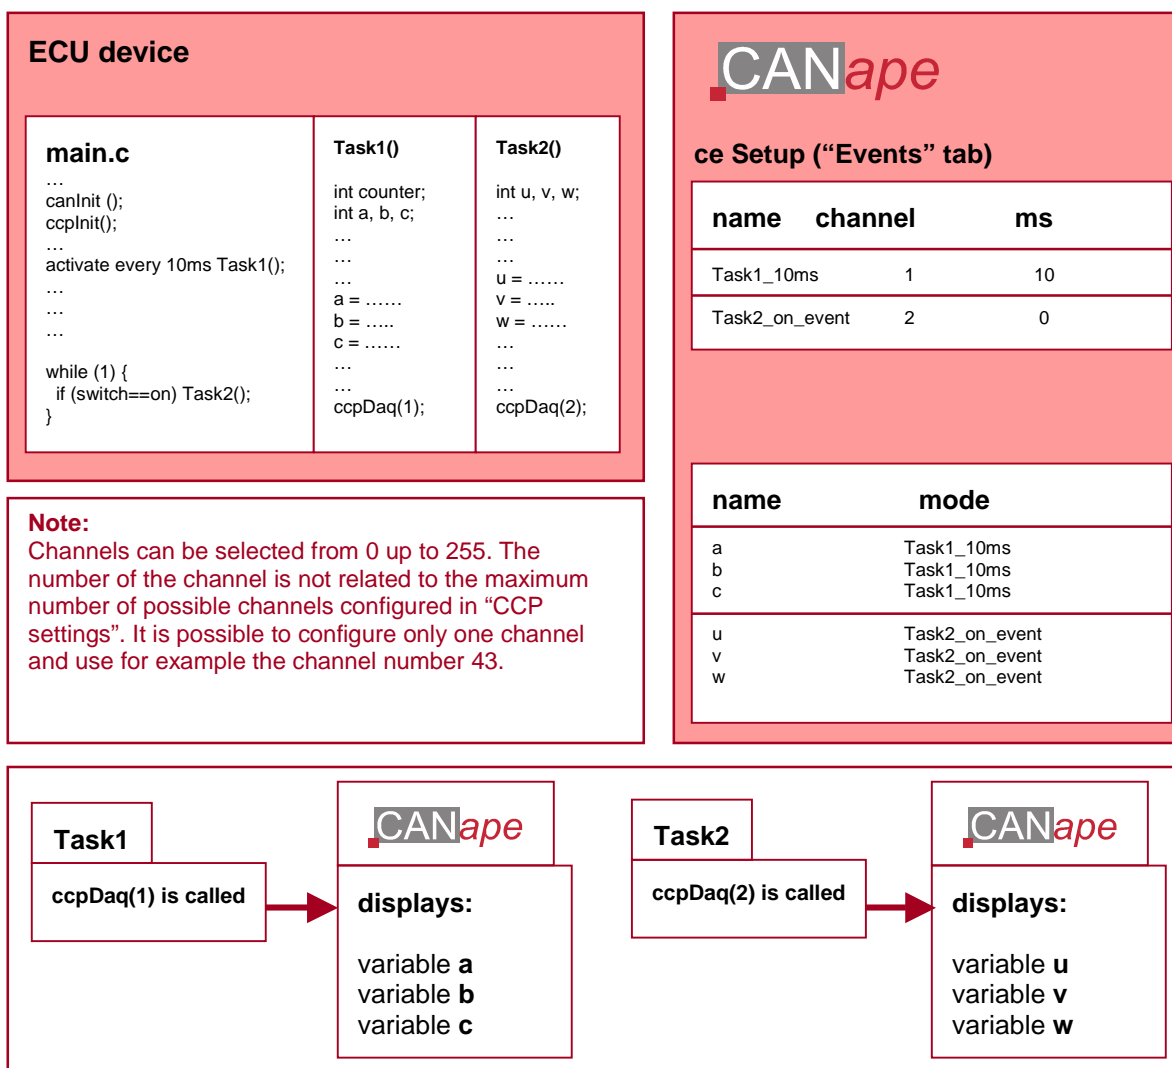 ECU device
main.c
…
canInit ();
ccpInit();
…
activate every 10ms Task1();
…
…
…
while (1) {
if (switch==on) Task2();
}
Task1()
int counter;
int a, b, c;
…
…
…
a = ……
b = …..
c = ……
…
…
ccpDaq(1);
Task2()
int u, v, w;
…
…
…
u = ……
v = …..
w = ……
…
…
…
ccpDaq(2);
CANape
ce Setup (“Events” tab)
name channel ms
Task1_10ms 1 10
Task2_on_event 2 0
name mode
a Task1_10ms
b Task1_10ms
c Task1_10ms
u Task2_on_event
v Task2_on_event
w Task2_on_event
Note:
Channels can be selected from 0 up to 255. The
number of the channel is not related to the maximum
number of possible channels configured in “CCP
settings”. It is possible to configure only one channel
and use for example the channel number 43.
Task1
ccpDaq(1) is called
CANape
displays:
variable a
variable b
variable c
Task2
ccpDaq(2) is called
CANape
displays:
variable u
variable v
variable w